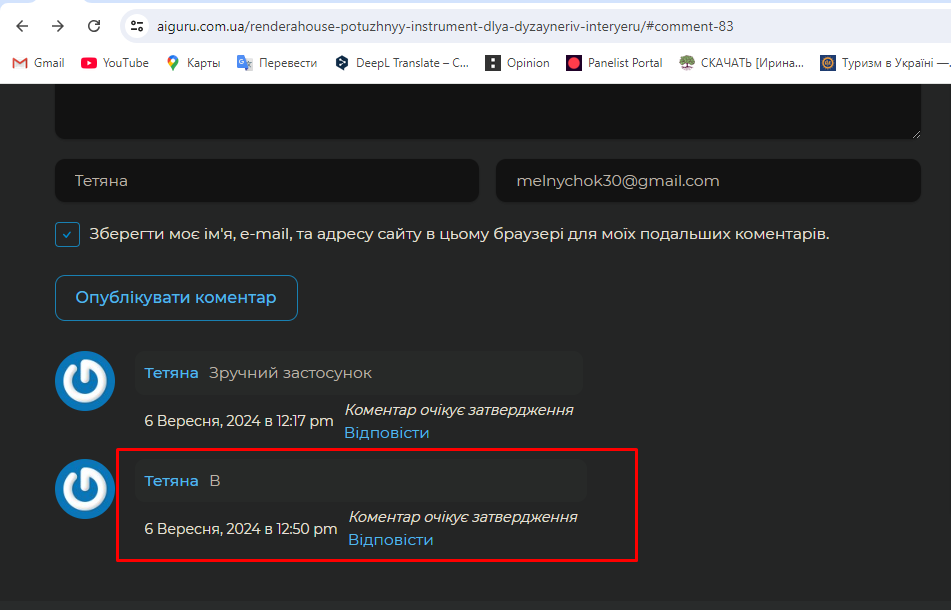 aiguru.com.ua/renderahouse-potuzhnyy-instrument-dlya-dyzayneriv-interyeru/#comment-83
Gmail YouTube Карты Перевести DeepL Translate – C... Opinion Panelist Portal СКАЧАТЬ [Ирина... Туризм в Україні —...
Тетяна melnychok30@gmail.com
Зберегти моє ім'я, e-mail, та адресу сайту в цьому браузері для моїх подальших коментарів.
Опублікувати коментар
Тетяна Зручний застосунок
6 Вересня, 2024 в 12:17 pm Коментар очікує затвердження
Відповісти
Тетяна В
6 Вересня, 2024 в 12:50 pm Коментар очікує затвердження
Відповісти